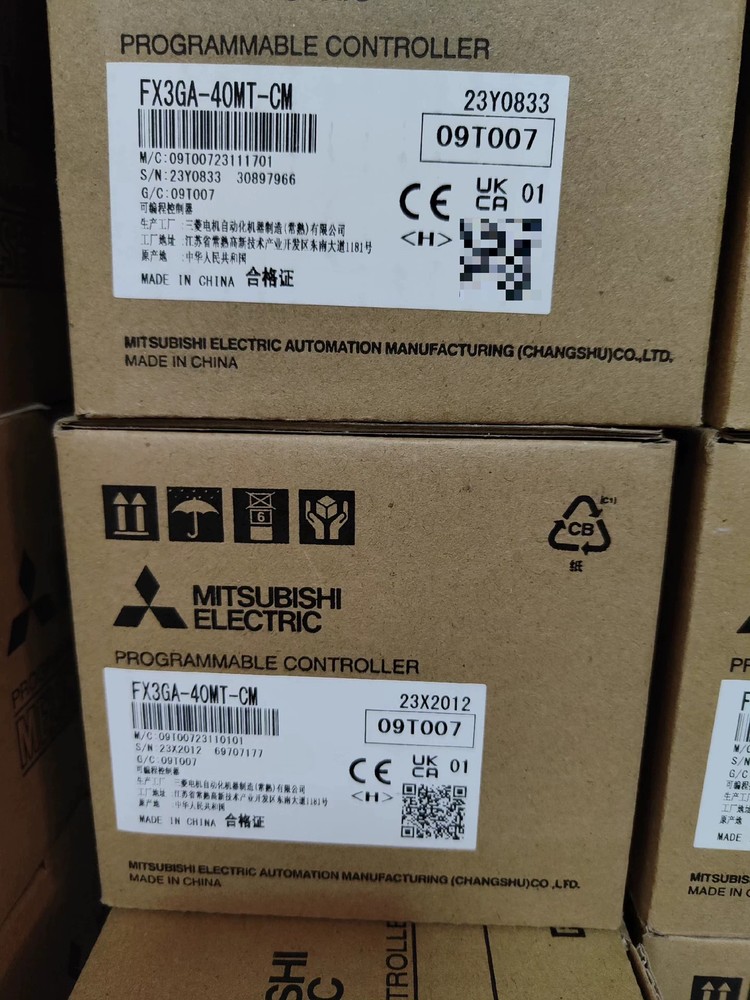 PROGRAMMABLE CONTROLLER
FX3GA-40MT-CM
23Y0833
09T007
M/C:09T00723111701
S/N:23Y0833 30897966
G/C:09T007
可编程控制器
生产工厂 :三菱电机自动化机器制造(常熟)有限公司
工厂地址 :江苏省常熟高新技术产业开发区东南大道1181号
原产地 :中华人民共和国
MADE IN CHINA 合格证
CE UK CA 01
<H>
MITSUBISHI ELECTRIC AUTOMATION MANUFACTURING (CHANGSHU)CO.,LTD.
MADE IN CHINA
6
CB
纸
MITSUBISHI
ELECTRIC
PROGRAMMABLE CONTROLLER
FX3GA-40MT-CM
23X2012
09T007
M/C:09T00723110101
S/N 23X2012 69707177
G/C:09T007
可编程控制器
生产工厂 :三菱电机自动化机器制造(常熟)有限公司
工厂地址 :江苏省常熟高新技术产业开发区东南大道1181号
原产地 :中华人民共和国
MADE IN CHINA 合格证
CE UK CA 01
<H>
MITSUBISHI ELECTRIC AUTOMATION MANUFACTURING (CHANGSHU)CO.,LTD.
MADE IN CHINA